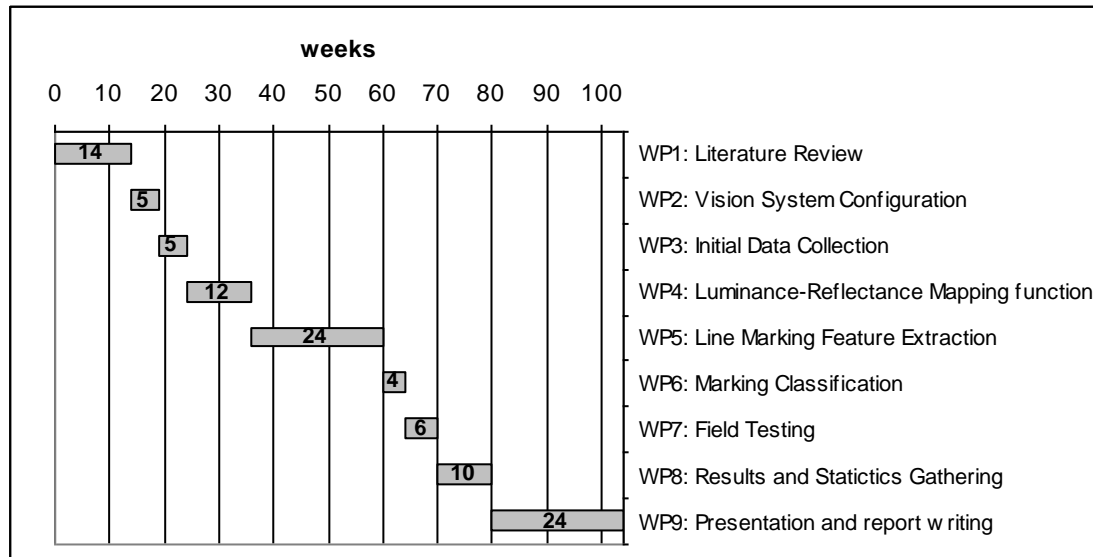 weeks
0 10 20 30 40 50 60 70 80 90 100
14 WP1: Literature Review
5 WP2: Vision System Configuration
5 WP3: Initial Data Collection
12 WP4: Luminance-Reflectance Mapping function
24 WP5: Line Marking Feature Extraction
4 WP6: Marking Classification
6 WP7: Field Testing
10 WP8: Results and Statictics Gathering
24 WP9: Presentation and report writing